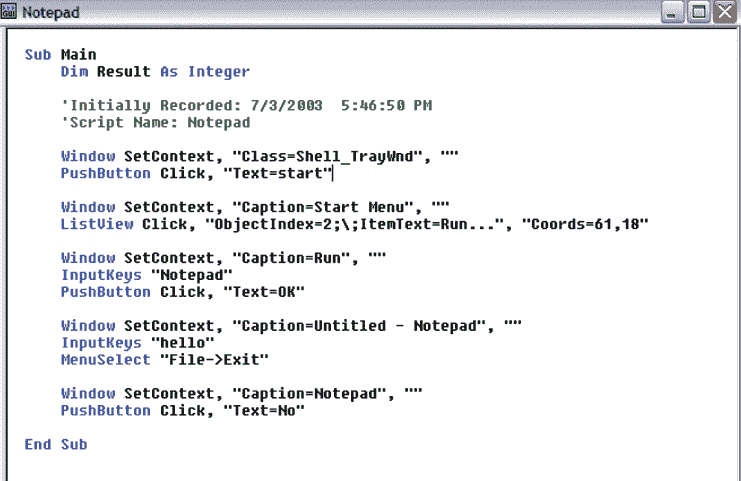 Notepad
Sub Main
Dim Result As Integer
'Initially Recorded: 7/3/2003  5:46:50 PM
'Script Name: Notepad
Window SetContext, "Class=Shell_TrayWnd", ""
PushButton Click, "Text=start"
Window SetContext, "Caption=Start Menu", ""
ListView Click, "ObjectIndex=2;\;ItemText=Run...", "Coords=61,18"
Window SetContext, "Caption=Run", ""
InputKeys "Notepad"
PushButton Click, "Text=OK"
Window SetContext, "Caption=Untitled - Notepad", ""
InputKeys "hello"
MenuSelect "File->Exit"
Window SetContext, "Caption=Notepad", ""
PushButton Click, "Text=No"
End Sub